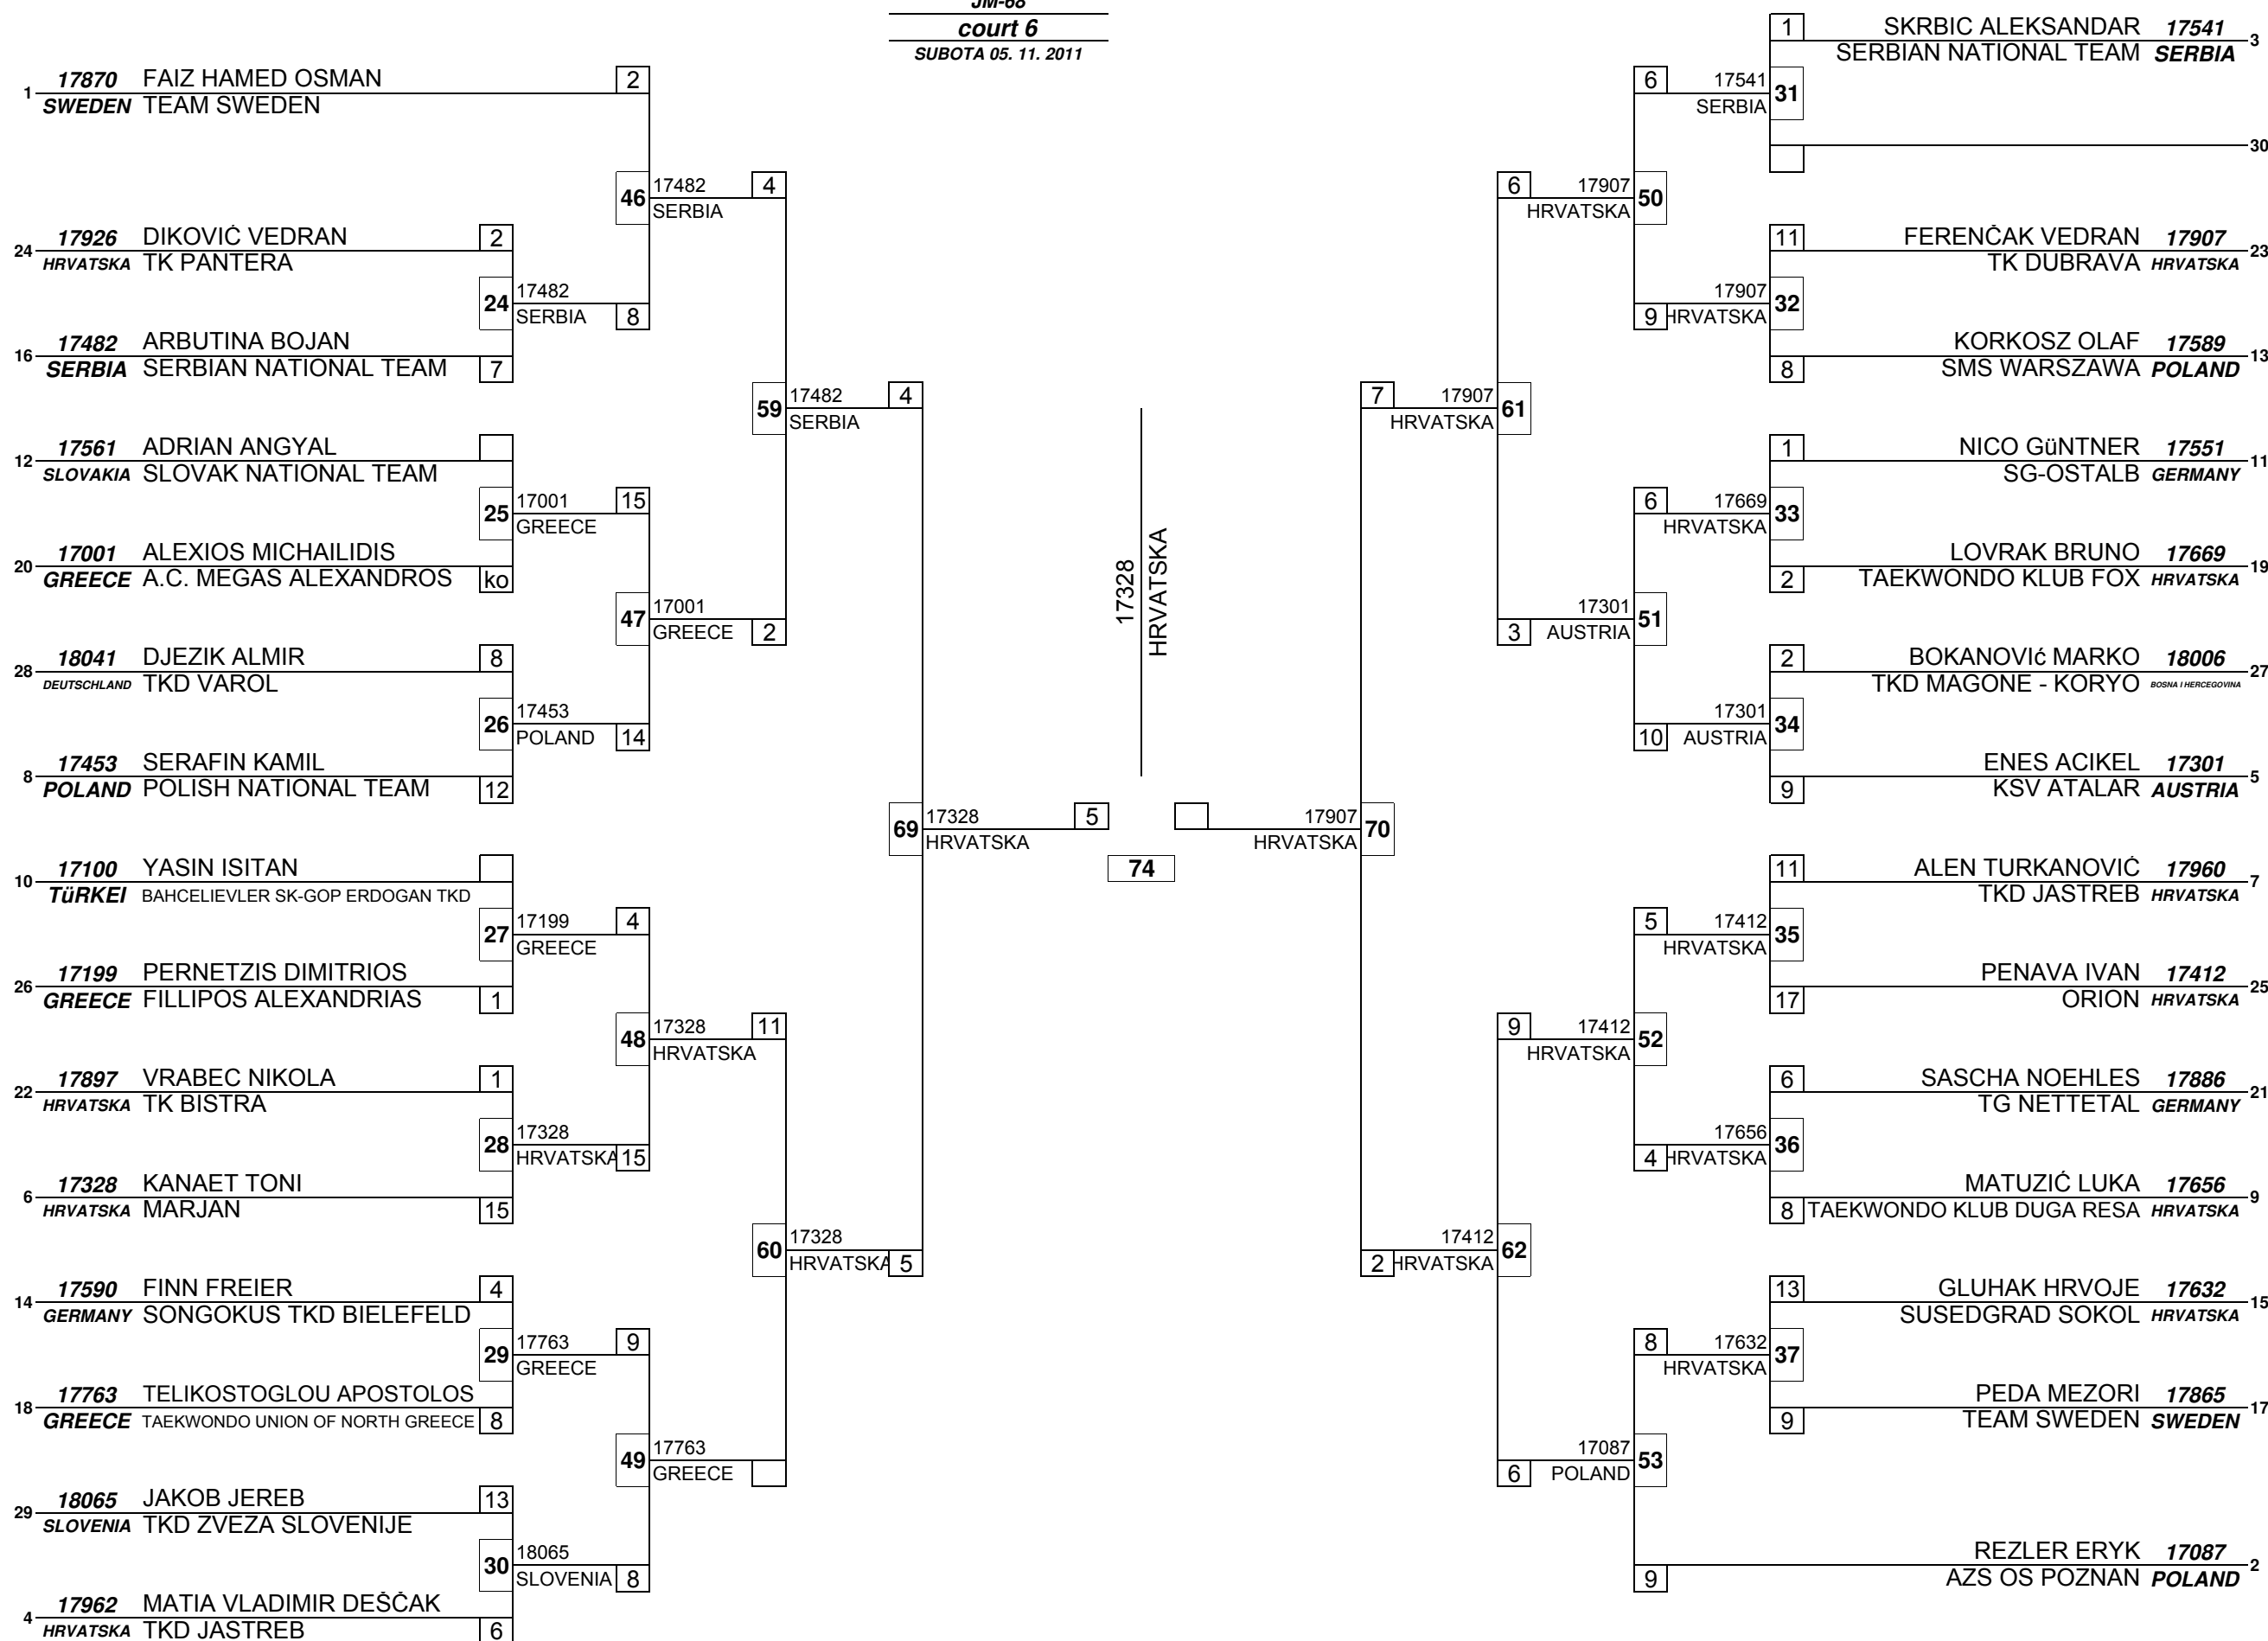 JM-68
court 6
SUBOTA 05. 11. 2011
1 17870 FAIZ HAMED OSMAN 2
SWEDEN TEAM SWEDEN
46 17482 4
SERBIA
24 17926 DIKOVIĆ VEDRAN 2
HRVATSKA TK PANTERA
24 17482
SERBIA 8
16 17482 ARBUTINA BOJAN
SERBIA SERBIAN NATIONAL TEAM 7
59 17482 4
SERBIA
12 17561 ADRIAN ANGYAL
SLOVAKIA SLOVAK NATIONAL TEAM
25 17001 15
GREECE
20 17001 ALEXIOS MICHAILIDIS
GREECE A.C. MEGAS ALEXANDROS ko
47 17001
GREECE 2
28 18041 DJEZIK ALMIR 8
DEUTSCHLAND TKD VAROL
26 17453
POLAND 14
8 17453 SERAFIN KAMIL
POLAND POLISH NATIONAL TEAM 12
69 17328 5
HRVATSKA
10 17100 YASIN ISITAN
TüRKEI BAHCELIEVLER SK-GOP ERDOGAN TKD
27 17199 4
GREECE
26 17199 PERNETZIS DIMITRIOS
GREECE FILLIPOS ALEXANDRIAS 1
48 17328 11
HRVATSKA
22 17897 VRABEC NIKOLA 1
HRVATSKA TK BISTRA
28 17328
HRVATSKA 15
6 17328 KANAET TONI
HRVATSKA MARJAN 15
60 17328
HRVATSKA 5
14 17590 FINN FREIER 4
GERMANY SONGOKUS TKD BIELEFELD
29 17763 9
GREECE
18 17763 TELIKOSTOGLOU APOSTOLOS
GREECE TAEKWONDO UNION OF NORTH GREECE 8
49 17763
GREECE
29 18065 JAKOB JEREB 13
SLOVENIA TKD ZVEZA SLOVENIJE
30 18065
SLOVENIA 8
4 17962 MATIA VLADIMIR DEŠČAK
HRVATSKA TKD JASTREB 6
17328
HRVATSKA
74
1 SKRBIC ALEKSANDAR 17541 3
SERBIAN NATIONAL TEAM SERBIA
6 17541 31
SERBIA
30
6 17907 50
HRVATSKA
11 FERENČAK VEDRAN 17907 23
TK DUBRAVA HRVATSKA
17907 32
9 HRVATSKA
KORKOSZ OLAF 17589 13
8 SMS WARSZAWA POLAND
7 17907 61
HRVATSKA
1 NICO GüNTNER 17551 11
SG-OSTALB GERMANY
6 17669 33
HRVATSKA
LOVRAK BRUNO 17669 19
2 TAEKWONDO KLUB FOX HRVATSKA
17301 51
3 AUSTRIA
2 BOKANOVIć MARKO 18006 27
TKD MAGONE - KORYO BOSNA I HERCEGOVINA
17301 34
10 AUSTRIA
ENES ACIKEL 17301 5
9 KSV ATALAR AUSTRIA
17907 70
HRVATSKA
11 ALEN TURKANOVIĆ 17960 7
TKD JASTREB HRVATSKA
5 17412 35
HRVATSKA
PENAVA IVAN 17412 25
17 ORION HRVATSKA
9 17412 52
HRVATSKA
6 SASCHA NOEHLES 17886 21
TG NETTETAL GERMANY
17656 36
4 HRVATSKA
MATUZIĆ LUKA 17656 9
8 TAEKWONDO KLUB DUGA RESA HRVATSKA
17412 62
2 HRVATSKA
13 GLUHAK HRVOJE 17632 15
SUSEDGRAD SOKOL HRVATSKA
8 17632 37
HRVATSKA
PEDA MEZORI 17865 17
9 TEAM SWEDEN SWEDEN
17087 53
6 POLAND
REZLER ERYK 17087 2
9 AZS OS POZNAN POLAND